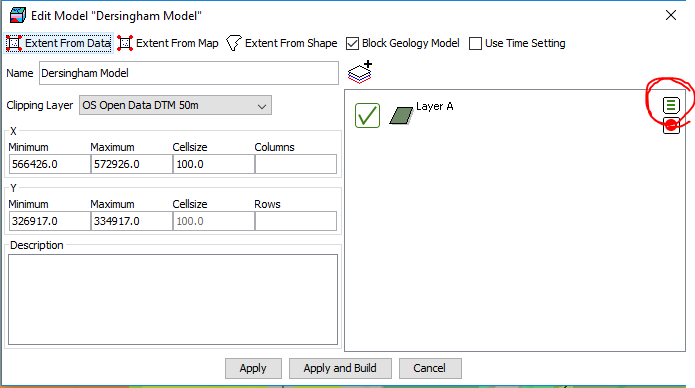 Edit Model "Dersingham Model"
Extent From Data Extent From Map Extent From Shape Block Geology Model Use Time Setting
Name Dersingham Model
Clipping Layer OS Open Data DTM 50m
Layer A
X
Minimum Maximum Cellsize Columns
566426.0 572926.0 100.0
Y
Minimum Maximum Cellsize Rows
326917.0 334917.0 100.0
Description
Apply Apply and Build Cancel